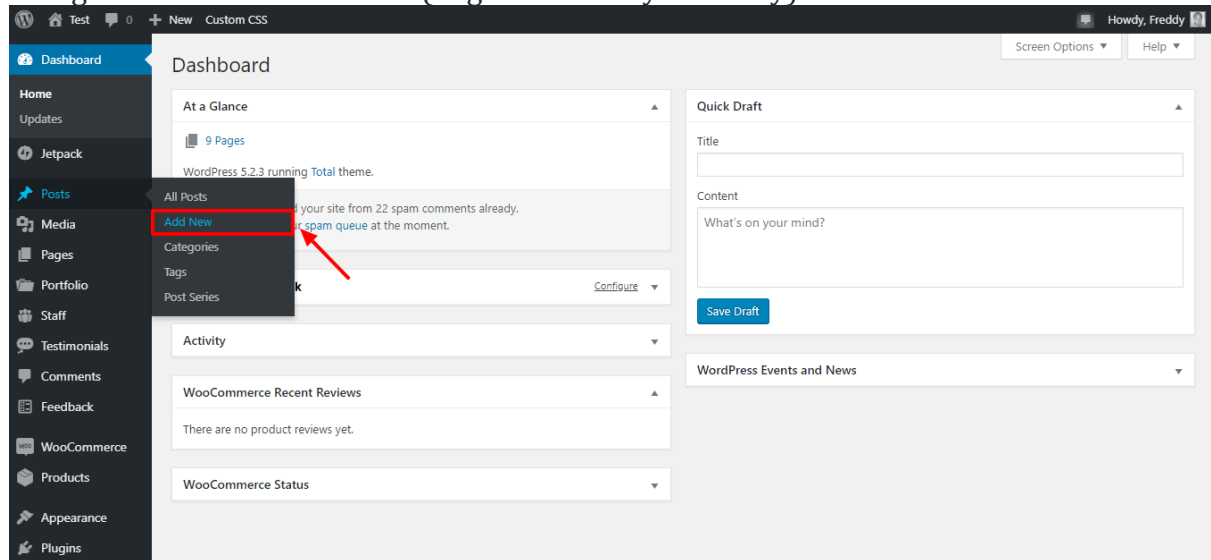 Test 0 + New Custom CSS Howdy, Freddy
Screen Options ▼ Help ▼
Dashboard
Home
Updates
Jetpack
Posts
Media
Pages
Portfolio
Staff
Testimonials
Comments
Feedback
WooCommerce
Products
Appearance
Plugins
All Posts
Add New
Categories
Tags
Post Series
Dashboard
At a Glance
9 Pages
WordPress 5.2.3 running Total theme.
your site from 22 spam comments already.
spam queue at the moment.
k Configure
Activity
WooCommerce Recent Reviews
There are no product reviews yet.
WooCommerce Status
Quick Draft
Title
Content
What's on your mind?
Save Draft
WordPress Events and News